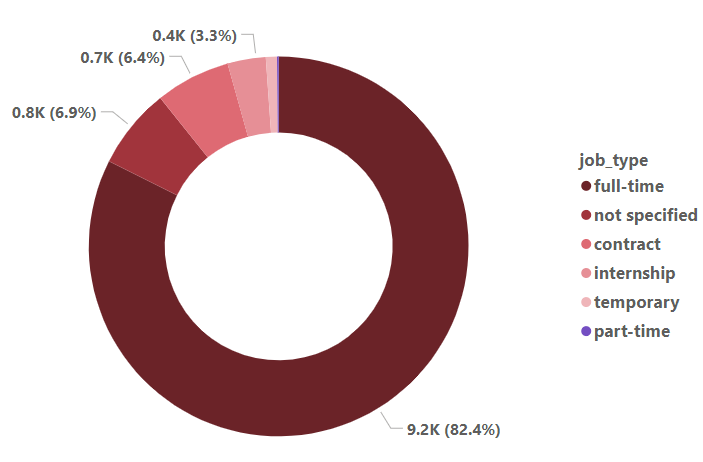 0.4K (3.3%)
0.7K (6.4%)
0.8K (6.9%)
9.2K (82.4%)
job_type
full-time
not specified
contract
internship
temporary
part-time